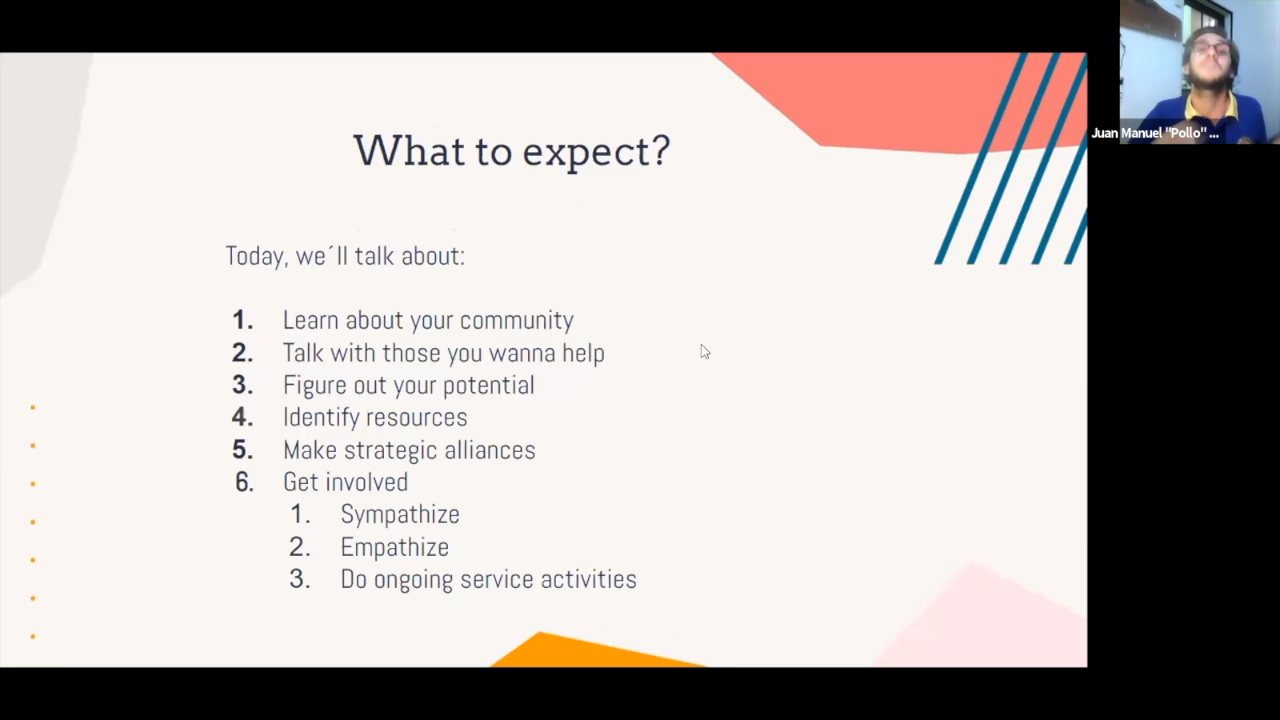 What to expect?
Today, we´ll talk about:
1. Learn about your community
2. Talk with those you wanna help
3. Figure out your potential
4. Identify resources
5. Make strategic alliances
6. Get involved
1. Sympathize
2. Empathize
3. Do ongoing service activities
Juan Manuel "Pollo" ...